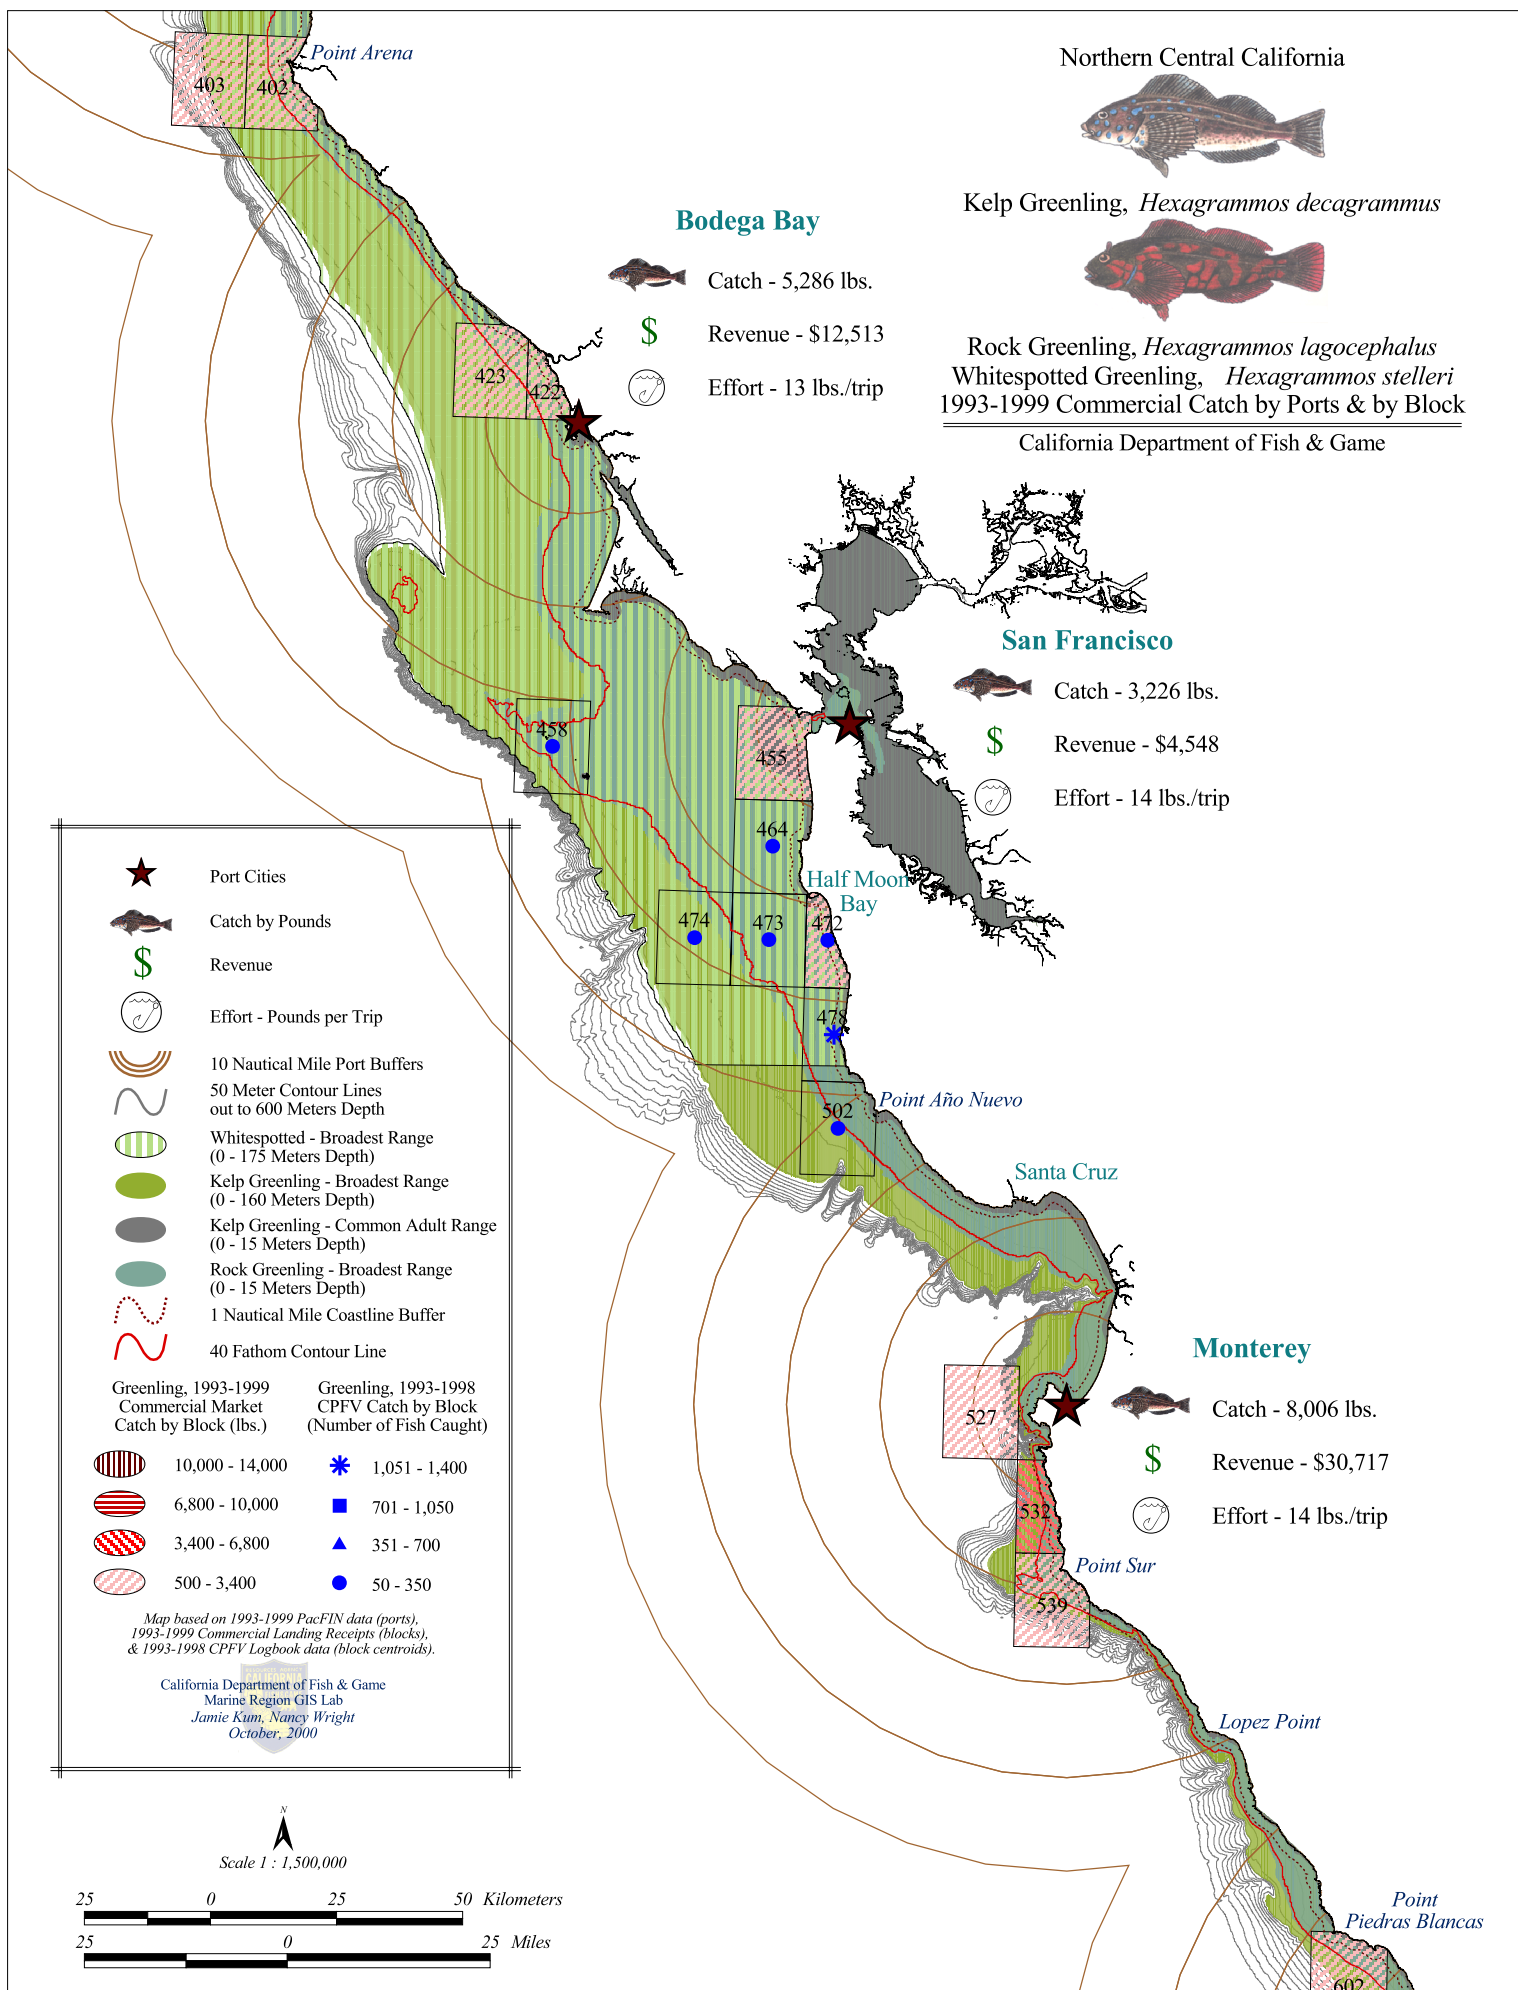 Point Arena
403
402
Northern Central California
Kelp Greenling, Hexagrammos decagrammus
Rock Greenling, Hexagrammos lagocephalus
Whitespotted Greenling, Hexagrammos stelleri
1993-1999 Commercial Catch by Ports & by Block
California Department of Fish & Game
Bodega Bay
Catch - 5,286 lbs.
$
Revenue - $12,513
Effort - 13 lbs./trip
423
422
San Francisco
Catch - 3,226 lbs.
$
Revenue - $4,548
Effort - 14 lbs./trip
458
455
464
Half Moon
Bay
474
473
472
478
502
Point Año Nuevo
Santa Cruz
Monterey
Catch - 8,006 lbs.
$
Revenue - $30,717
Effort - 14 lbs./trip
527
532
Point Sur
539
Lopez Point
Point
Piedras Blancas
602
Port Cities
Catch by Pounds
$
Revenue
Effort - Pounds per Trip
10 Nautical Mile Port Buffers
50 Meter Contour Lines
out to 600 Meters Depth
Whitespotted - Broadest Range
(0 - 175 Meters Depth)
Kelp Greenling - Broadest Range
(0 - 160 Meters Depth)
Kelp Greenling - Common Adult Range
(0 - 15 Meters Depth)
Rock Greenling - Broadest Range
(0 - 15 Meters Depth)
1 Nautical Mile Coastline Buffer
40 Fathom Contour Line
Greenling, 1993-1999
Commercial Market
Catch by Block (lbs.)
10,000 - 14,000
6,800 - 10,000
3,400 - 6,800
500 - 3,400
Greenling, 1993-1998
CPFV Catch by Block
(Number of Fish Caught)
1,051 - 1,400
701 - 1,050
351 - 700
50 - 350
Map based on 1993-1999 PacFIN data (ports),
1993-1999 Commercial Landing Receipts (blocks),
& 1993-1998 CPFV Logbook data (block centroids).
CALIFORNIA
California Department of Fish & Game
Marine Region GIS Lab
Jamie Kum, Nancy Wright
October, 2000
N
Scale 1 : 1,500,000
25 0 25 50 Kilometers
25 0 25 Miles